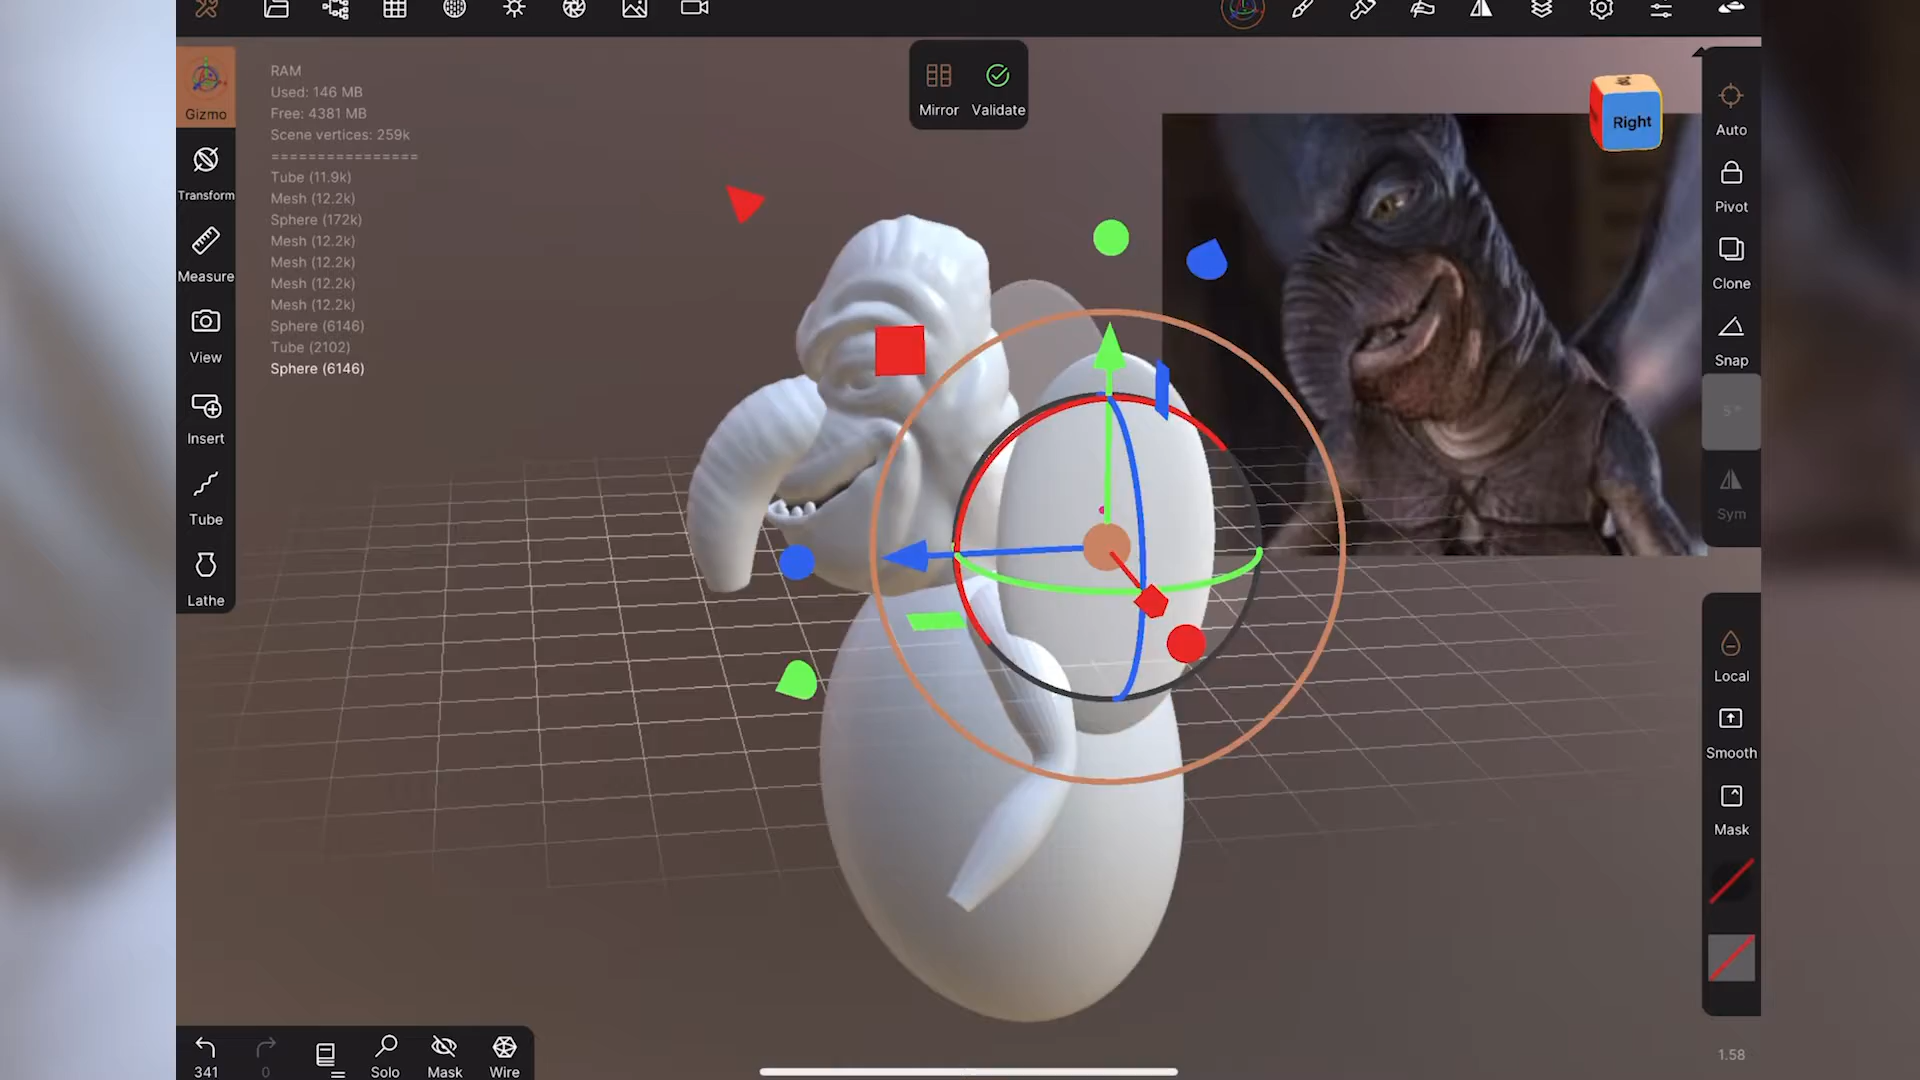 Gizmo
Transform
Measure
View
Insert
Tube
Lathe
RAM
Used: 146 MB
Free: 4381 MB
Scene vertices: 259k
================
Tube (11.9k)
Mesh (12.2k)
Sphere (172k)
Mesh (12.2k)
Mesh (12.2k)
Mesh (12.2k)
Mesh (12.2k)
Sphere (6146)
Tube (2102)
Sphere (6146)
Mirror Validate
Right
Auto
Pivot
Clone
Snap
Sym
Local
Smooth
Mask
1.58
341 0 Solo Mask Wire